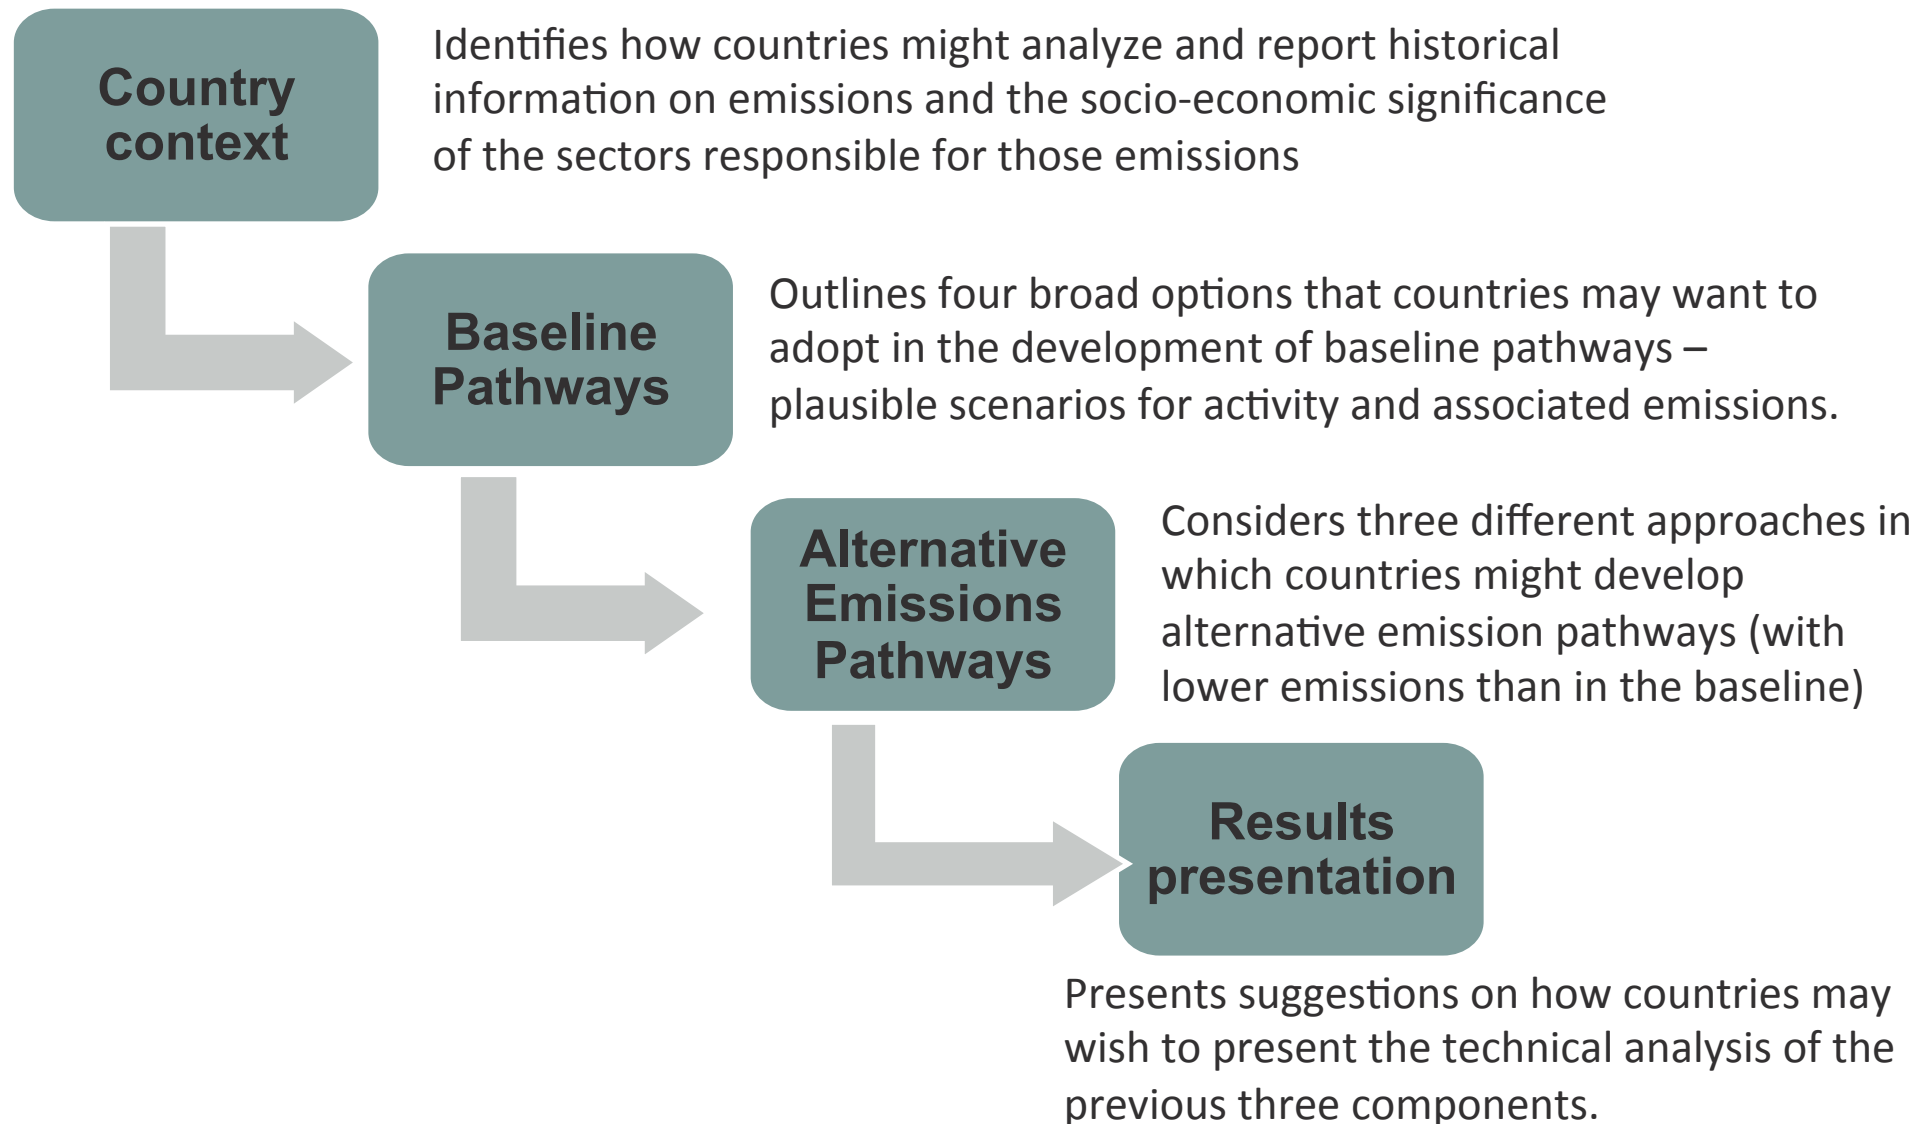 Country
context
Identifies how countries might analyze and report historical
information on emissions and the socio-economic significance
of the sectors responsible for those emissions
Baseline
Pathways
Outlines four broad options that countries may want to
adopt in the development of baseline pathways –
plausible scenarios for activity and associated emissions.
Alternative
Emissions
Pathways
Considers three different approaches in
which countries might develop
alternative emission pathways (with
lower emissions than in the baseline)
Results
presentation
Presents suggestions on how countries may
wish to present the technical analysis of the
previous three components.